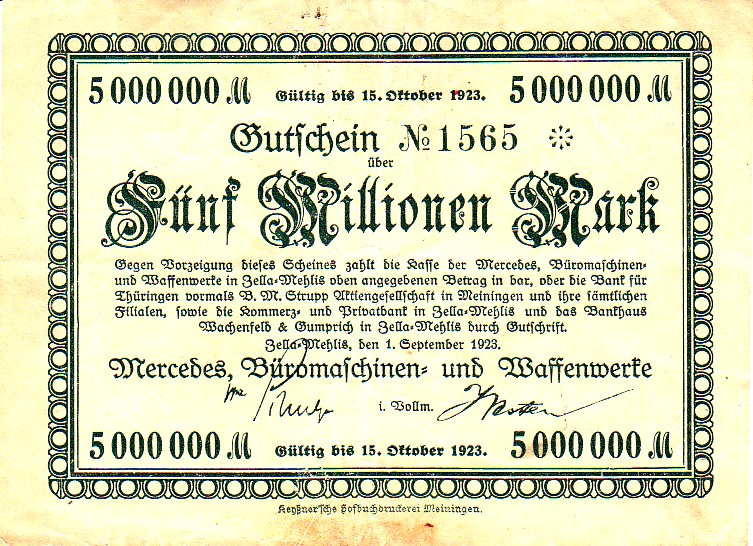 5 000 000 M Gültig bis 15. Oktober 1923. 5 000 000 M
Gutschein № 1565 ※
über
Fünf Millionen Mark
Gegen Vorzeigung dieses Scheines zahlt die Kasse der Mercedes, Büromaschinen-
und Waffenwerke in Zella-Mehlis oben angegebenen Betrag in bar, oder die Bank für
Thüringen vormals B. M. Strupp Aktiengesellschaft in Meiningen und ihre sämtlichen
Filialen, sowie die Kommerz- und Privatbank in Zella-Mehlis und das Bankhaus
Wachenfeld & Gumprich in Zella-Mehlis durch Gutschrift.
Zella-Mehlis, den 1. September 1923.
Mercedes, Büromaschinen- und Waffenwerke
ppa i. Vollm.
5 000 000 M Gültig bis 15. Oktober 1923. 5 000 000 M
Keyßner'sche Hofbuchdruckerei Meiningen.